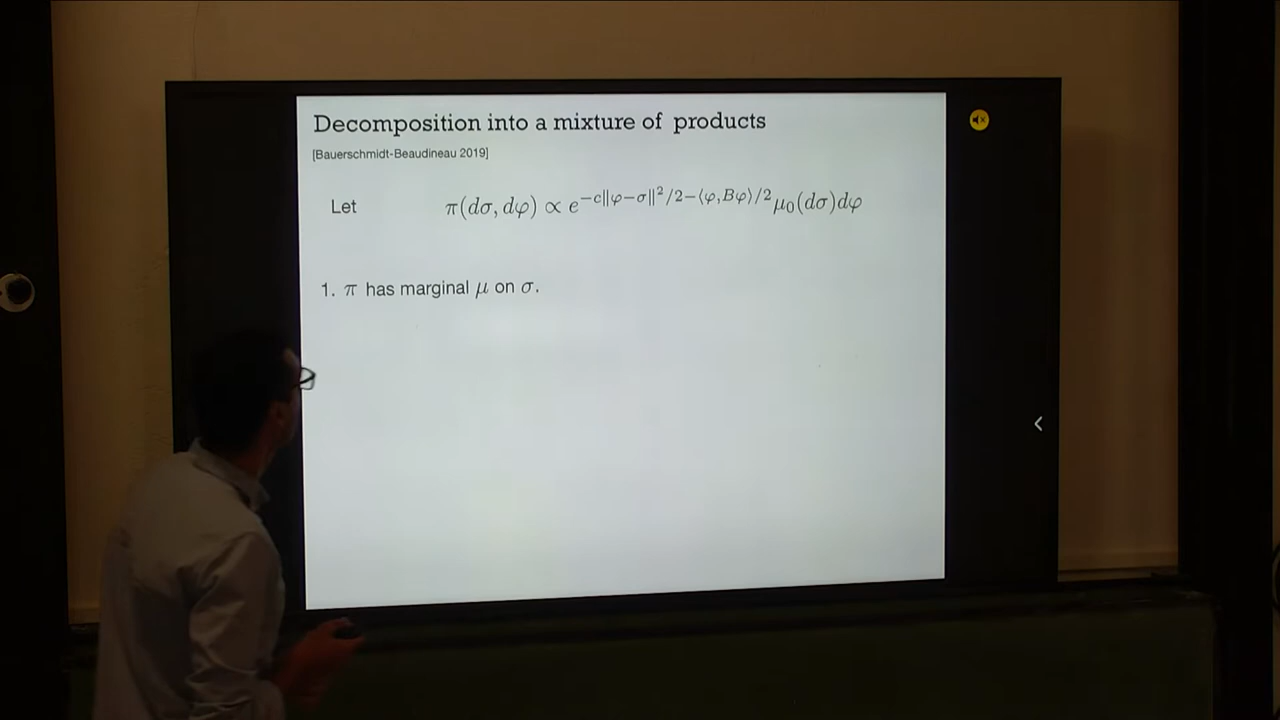 Decomposition into a mixture of products
[Bauerschmidt-Beaudineau 2019]
Let π(dσ, dφ) ∝ e^{−c‖φ−σ‖²/2−⟨φ,Bφ⟩/2} μ₀(dσ)dφ
1. π has marginal μ on σ.